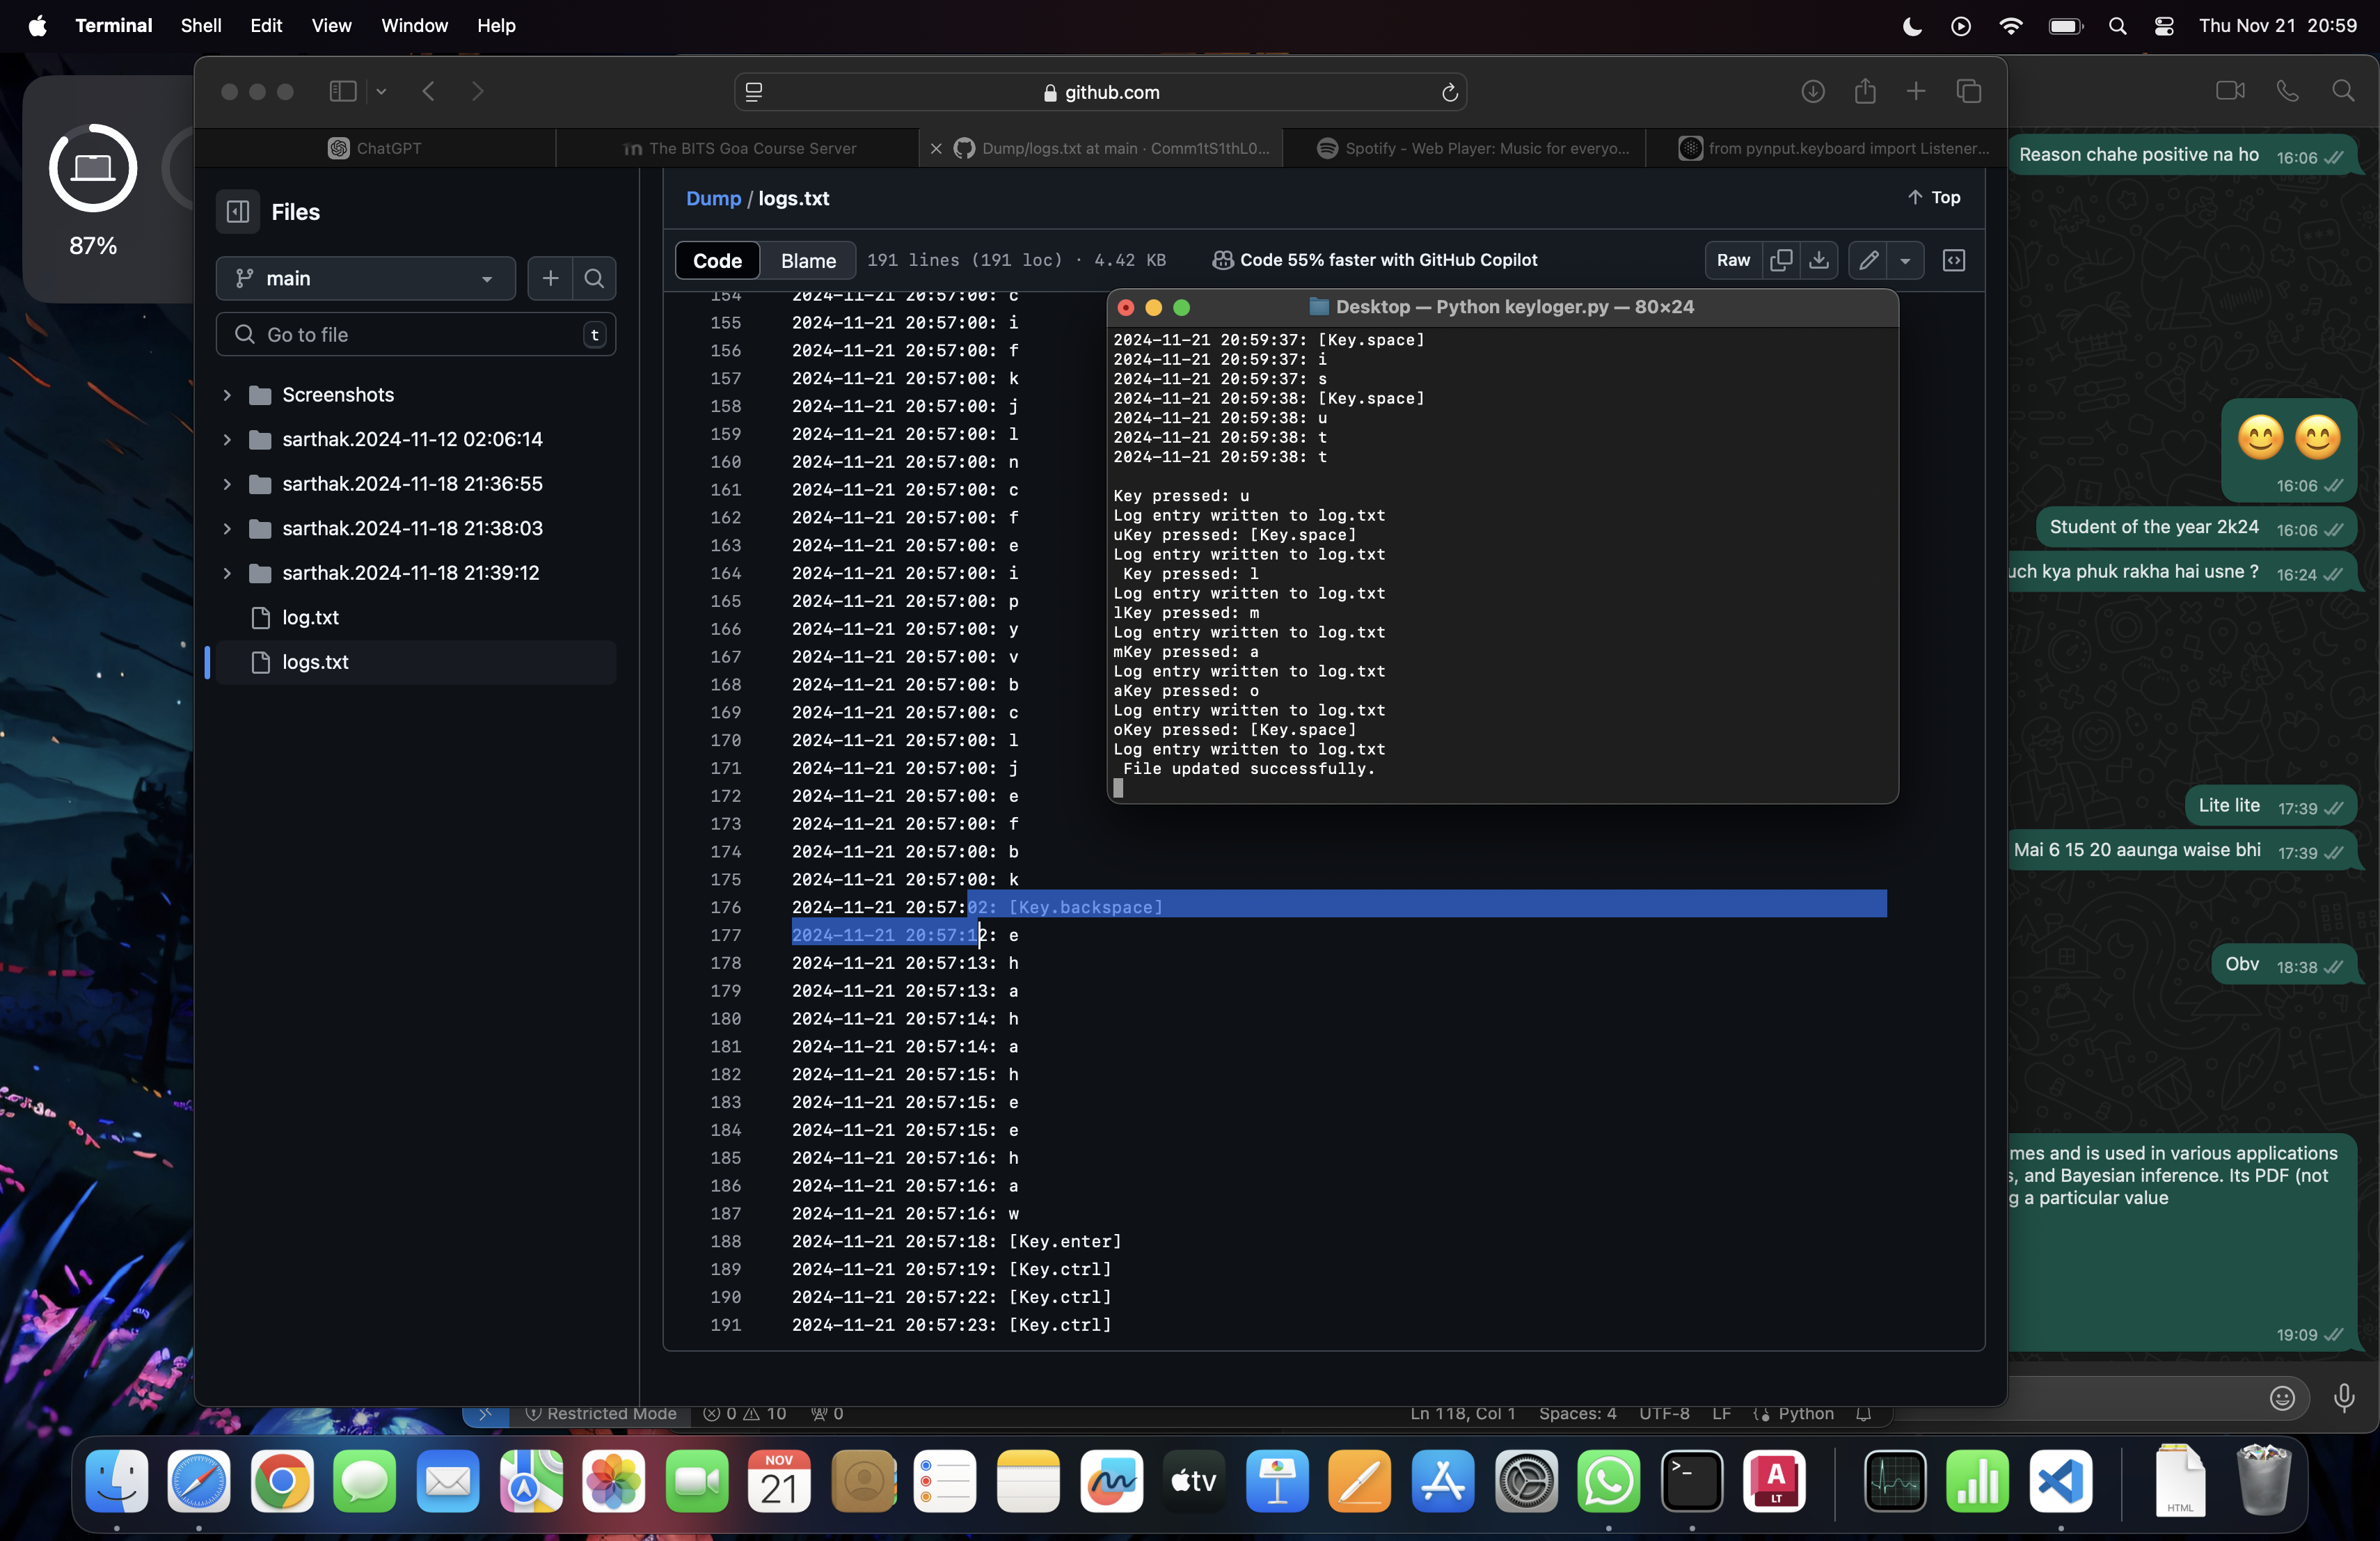 Terminal Shell Edit View Window Help
Thu Nov 21 20:59
87%
github.com
ChatGPT
The BITS Goa Course Server
Dump/logs.txt at main · Comm1tS1thL0...
Spotify - Web Player: Music for everyo...
from pynput.keyboard import Listener...
Files
main
Go to file
t
Screenshots
sarthak.2024-11-12 02:06:14
sarthak.2024-11-18 21:36:55
sarthak.2024-11-18 21:38:03
sarthak.2024-11-18 21:39:12
log.txt
logs.txt
Dump / logs.txt
Top
Code Blame 191 lines (191 loc) · 4.42 KB
Code 55% faster with GitHub Copilot
Raw
154 2024-11-21 20:57:00: c
155 2024-11-21 20:57:00: i
156 2024-11-21 20:57:00: f
157 2024-11-21 20:57:00: k
158 2024-11-21 20:57:00: j
159 2024-11-21 20:57:00: l
160 2024-11-21 20:57:00: n
161 2024-11-21 20:57:00: c
162 2024-11-21 20:57:00: f
163 2024-11-21 20:57:00: e
164 2024-11-21 20:57:00: i
165 2024-11-21 20:57:00: p
166 2024-11-21 20:57:00: y
167 2024-11-21 20:57:00: v
168 2024-11-21 20:57:00: b
169 2024-11-21 20:57:00: c
170 2024-11-21 20:57:00: l
171 2024-11-21 20:57:00: j
172 2024-11-21 20:57:00: e
173 2024-11-21 20:57:00: f
174 2024-11-21 20:57:00: b
175 2024-11-21 20:57:00: k
176 2024-11-21 20:57:02: [Key.backspace]
177 2024-11-21 20:57:12: e
178 2024-11-21 20:57:13: h
179 2024-11-21 20:57:13: a
180 2024-11-21 20:57:14: h
181 2024-11-21 20:57:14: a
182 2024-11-21 20:57:15: h
183 2024-11-21 20:57:15: e
184 2024-11-21 20:57:15: e
185 2024-11-21 20:57:16: h
186 2024-11-21 20:57:16: a
187 2024-11-21 20:57:16: w
188 2024-11-21 20:57:18: [Key.enter]
189 2024-11-21 20:57:19: [Key.ctrl]
190 2024-11-21 20:57:22: [Key.ctrl]
191 2024-11-21 20:57:23: [Key.ctrl]
Desktop — Python keyloger.py — 80×24
2024-11-21 20:59:37: [Key.space]
2024-11-21 20:59:37: i
2024-11-21 20:59:37: s
2024-11-21 20:59:38: [Key.space]
2024-11-21 20:59:38: u
2024-11-21 20:59:38: t
2024-11-21 20:59:38: t
Key pressed: u
Log entry written to log.txt
uKey pressed: [Key.space]
Log entry written to log.txt
Key pressed: l
Log entry written to log.txt
lKey pressed: m
Log entry written to log.txt
mKey pressed: a
Log entry written to log.txt
aKey pressed: o
Log entry written to log.txt
oKey pressed: [Key.space]
Log entry written to log.txt
File updated successfully.
Reason chahe positive na ho 16:06
😊😊
16:06
Student of the year 2k24 16:06
uch kya phuk rakha hai usne ? 16:24
Lite lite 17:39
Mai 6 15 20 aaunga waise bhi 17:39
Obv 18:38
mes and is used in various applications
s, and Bayesian inference. Its PDF (not
g a particular value
19:09
Restricted Mode 0 10 0
Ln 118, Col 1 Spaces: 4 UTF-8 LF Python
NOV
21
tv
A
LT
HTML